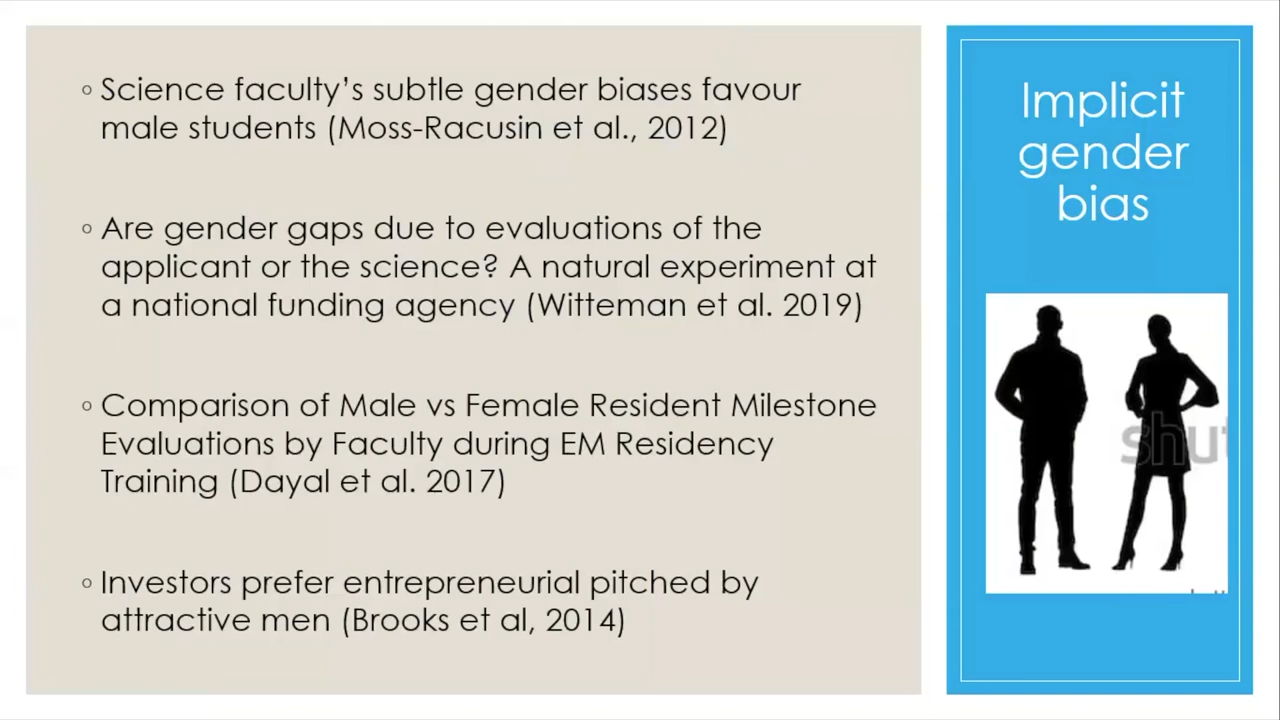 ◦ Science faculty's subtle gender biases favour
male students (Moss-Racusin et al., 2012)
◦ Are gender gaps due to evaluations of the
applicant or the science? A natural experiment at
a national funding agency (Witteman et al. 2019)
◦ Comparison of Male vs Female Resident Milestone
Evaluations by Faculty during EM Residency
Training (Dayal et al. 2017)
◦ Investors prefer entrepreneurial pitched by
attractive men (Brooks et al, 2014)
Implicit
gender
bias
shut